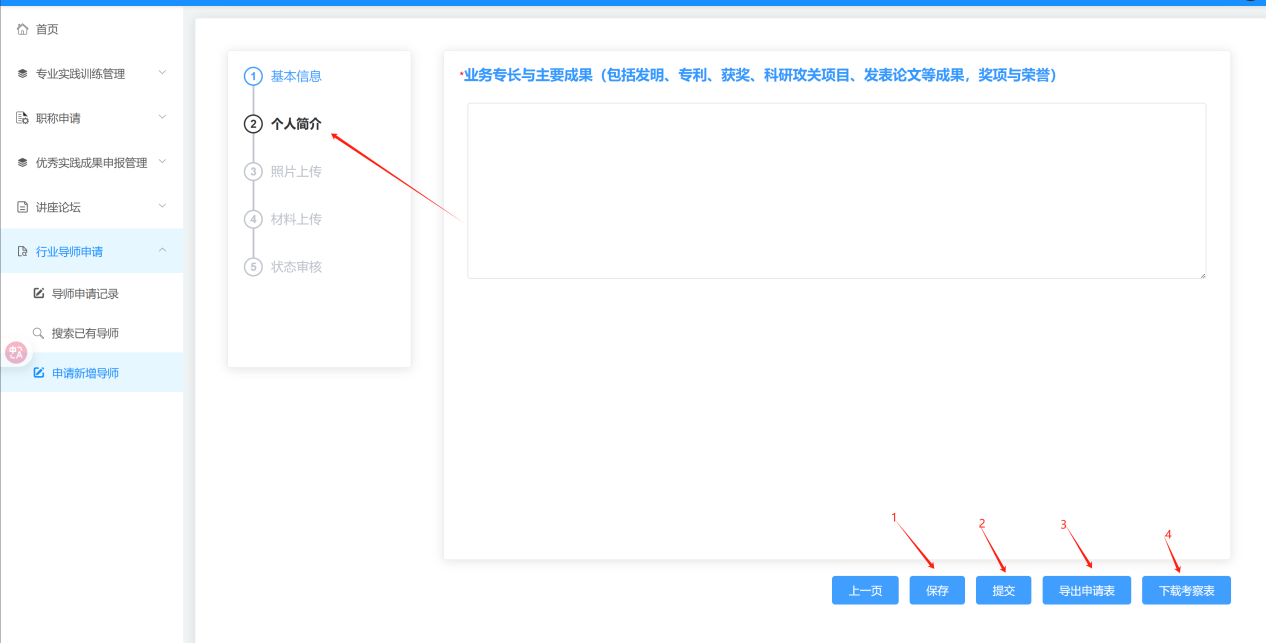 首页
专业实践训练管理
职称申请
优秀实践成果申报管理
讲座论坛
行业导师申请
导师申请记录
搜索已有导师
申请新增导师
1 基本信息
2 个人简介
3 照片上传
4 材料上传
5 状态审核
*业务专长与主要成果（包括发明、专利、获奖、科研攻关项目、发表论文等成果，奖项与荣誉）
1
2
3
4
上一页
保存
提交
导出申请表
下载考察表